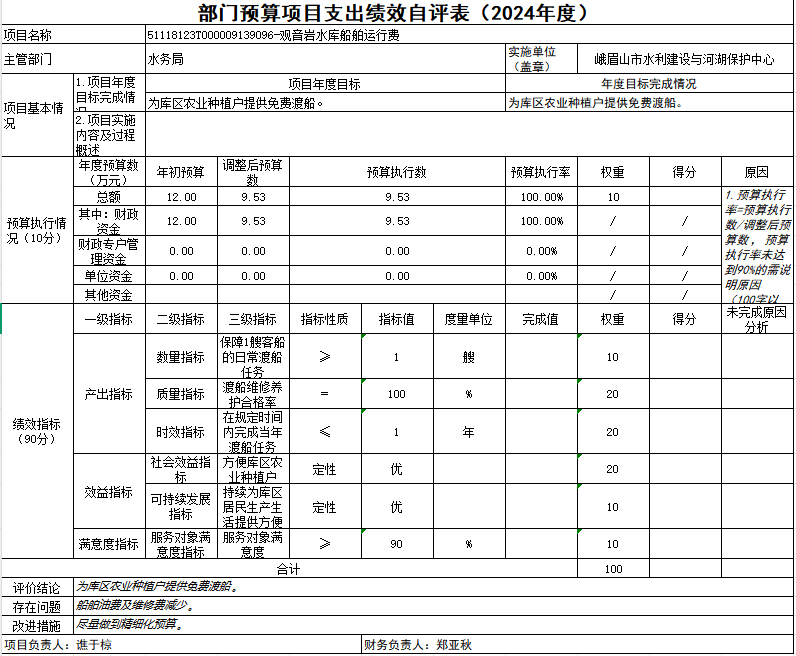 部门预算项目支出绩效自评表（2024年度）
项目名称 51118123T000009139096-观音岩水库船舶运行费
主管部门 水务局 实施单位（盖章） 峨眉山市水利建设与河湖保护中心
项目基本情况 1.项目年度目标完成情况 项目年度目标 年度目标完成情况
为库区农业种植户提供免费渡船。 为库区农业种植户提供免费渡船。
2.项目实施内容及过程概述
预算执行情况（10分） 年度预算数（万元） 年初预算 调整后预算数 预算执行数 预算执行率 权重 得分 原因
总额 12.00 9.53 9.53 100.00% 10
其中：财政资金 12.00 9.53 9.53 100.00% / /
财政专户管理资金 0.00 0.00 0.00 0.00% / /
单位资金 0.00 0.00 0.00 0.00% / /
其他资金 / /
1.预算执行率=预算执行数/调整后预算数，预算执行率未达到90%的需说明原因（100字以
绩效指标（90分） 一级指标 二级指标 三级指标 指标性质 指标值 度量单位 完成值 权重 得分 未完成原因分析
产出指标 数量指标 保障1艘客船的日常渡船任务 ≥ 1 艘 10
质量指标 渡船维修养护合格率 = 100 % 20
时效指标 在规定时间内完成当年渡船任务 ≤ 1 年 20
效益指标 社会效益指标 方便库区农业种植户 定性 优 20
可持续发展指标 持续为库区居民生产生活提供方便 定性 优 10
满意度指标 服务对象满意度指标 服务对象满意度 ≥ 90 % 10
合计 100
评价结论 为库区农业种植户提供免费渡船。
存在问题 船舶油费及维修费减少。
改进措施 尽量做到精细化预算。
项目负责人：谯于棕 财务负责人：郑亚秋